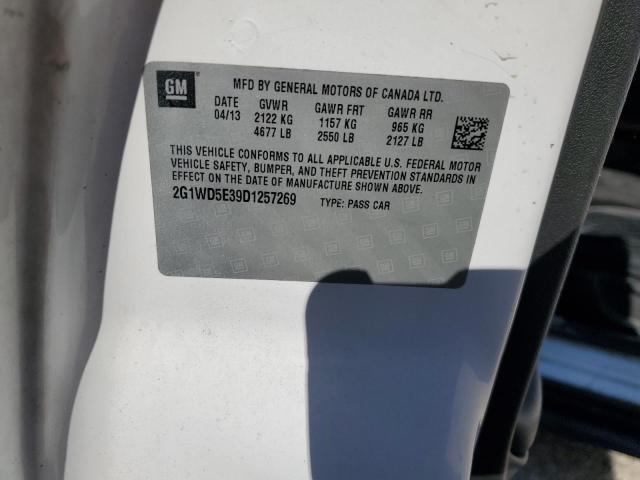 GM
MFD BY GENERAL MOTORS OF CANADA LTD.
DATE GVWR GAWR FRT GAWR RR
04/13 2122 KG 1157 KG 965 KG
4677 LB 2550 LB 2127 LB
THIS VEHICLE CONFORMS TO ALL APPLICABLE U.S. FEDERAL MOTOR
VEHICLE SAFETY, BUMPER, AND THEFT PREVENTION STANDARDS IN
EFFECT ON THE DATE OF MANUFACTURE SHOWN ABOVE.
2G1WD5E39D1257269 TYPE: PASS CAR